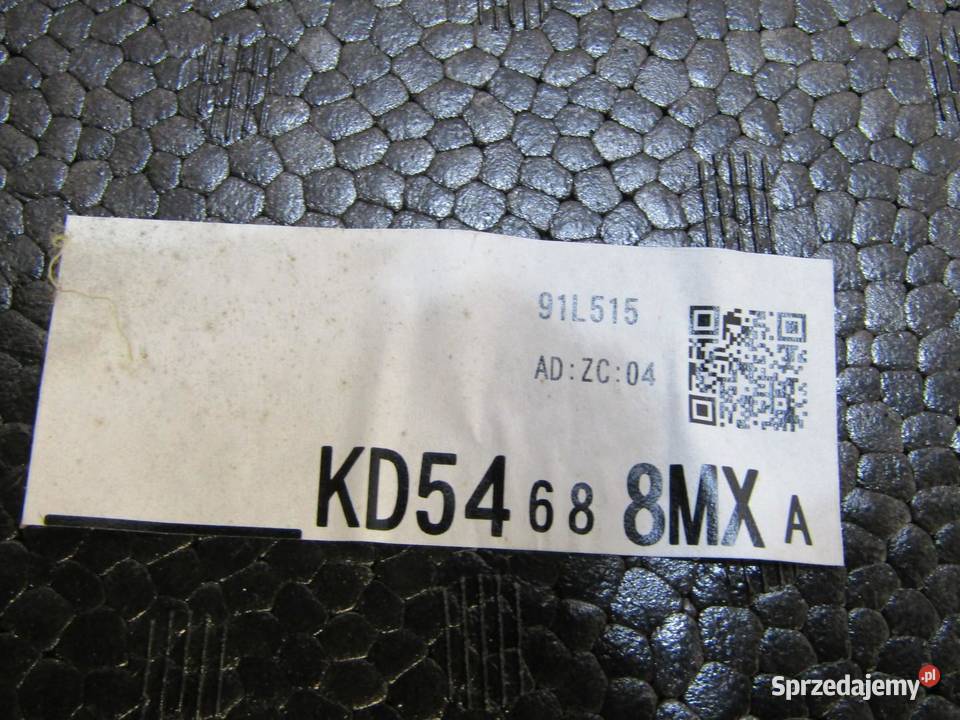 91L515
AD:ZC:04
KD54 68 8MX A
Sprzedajemy.pl